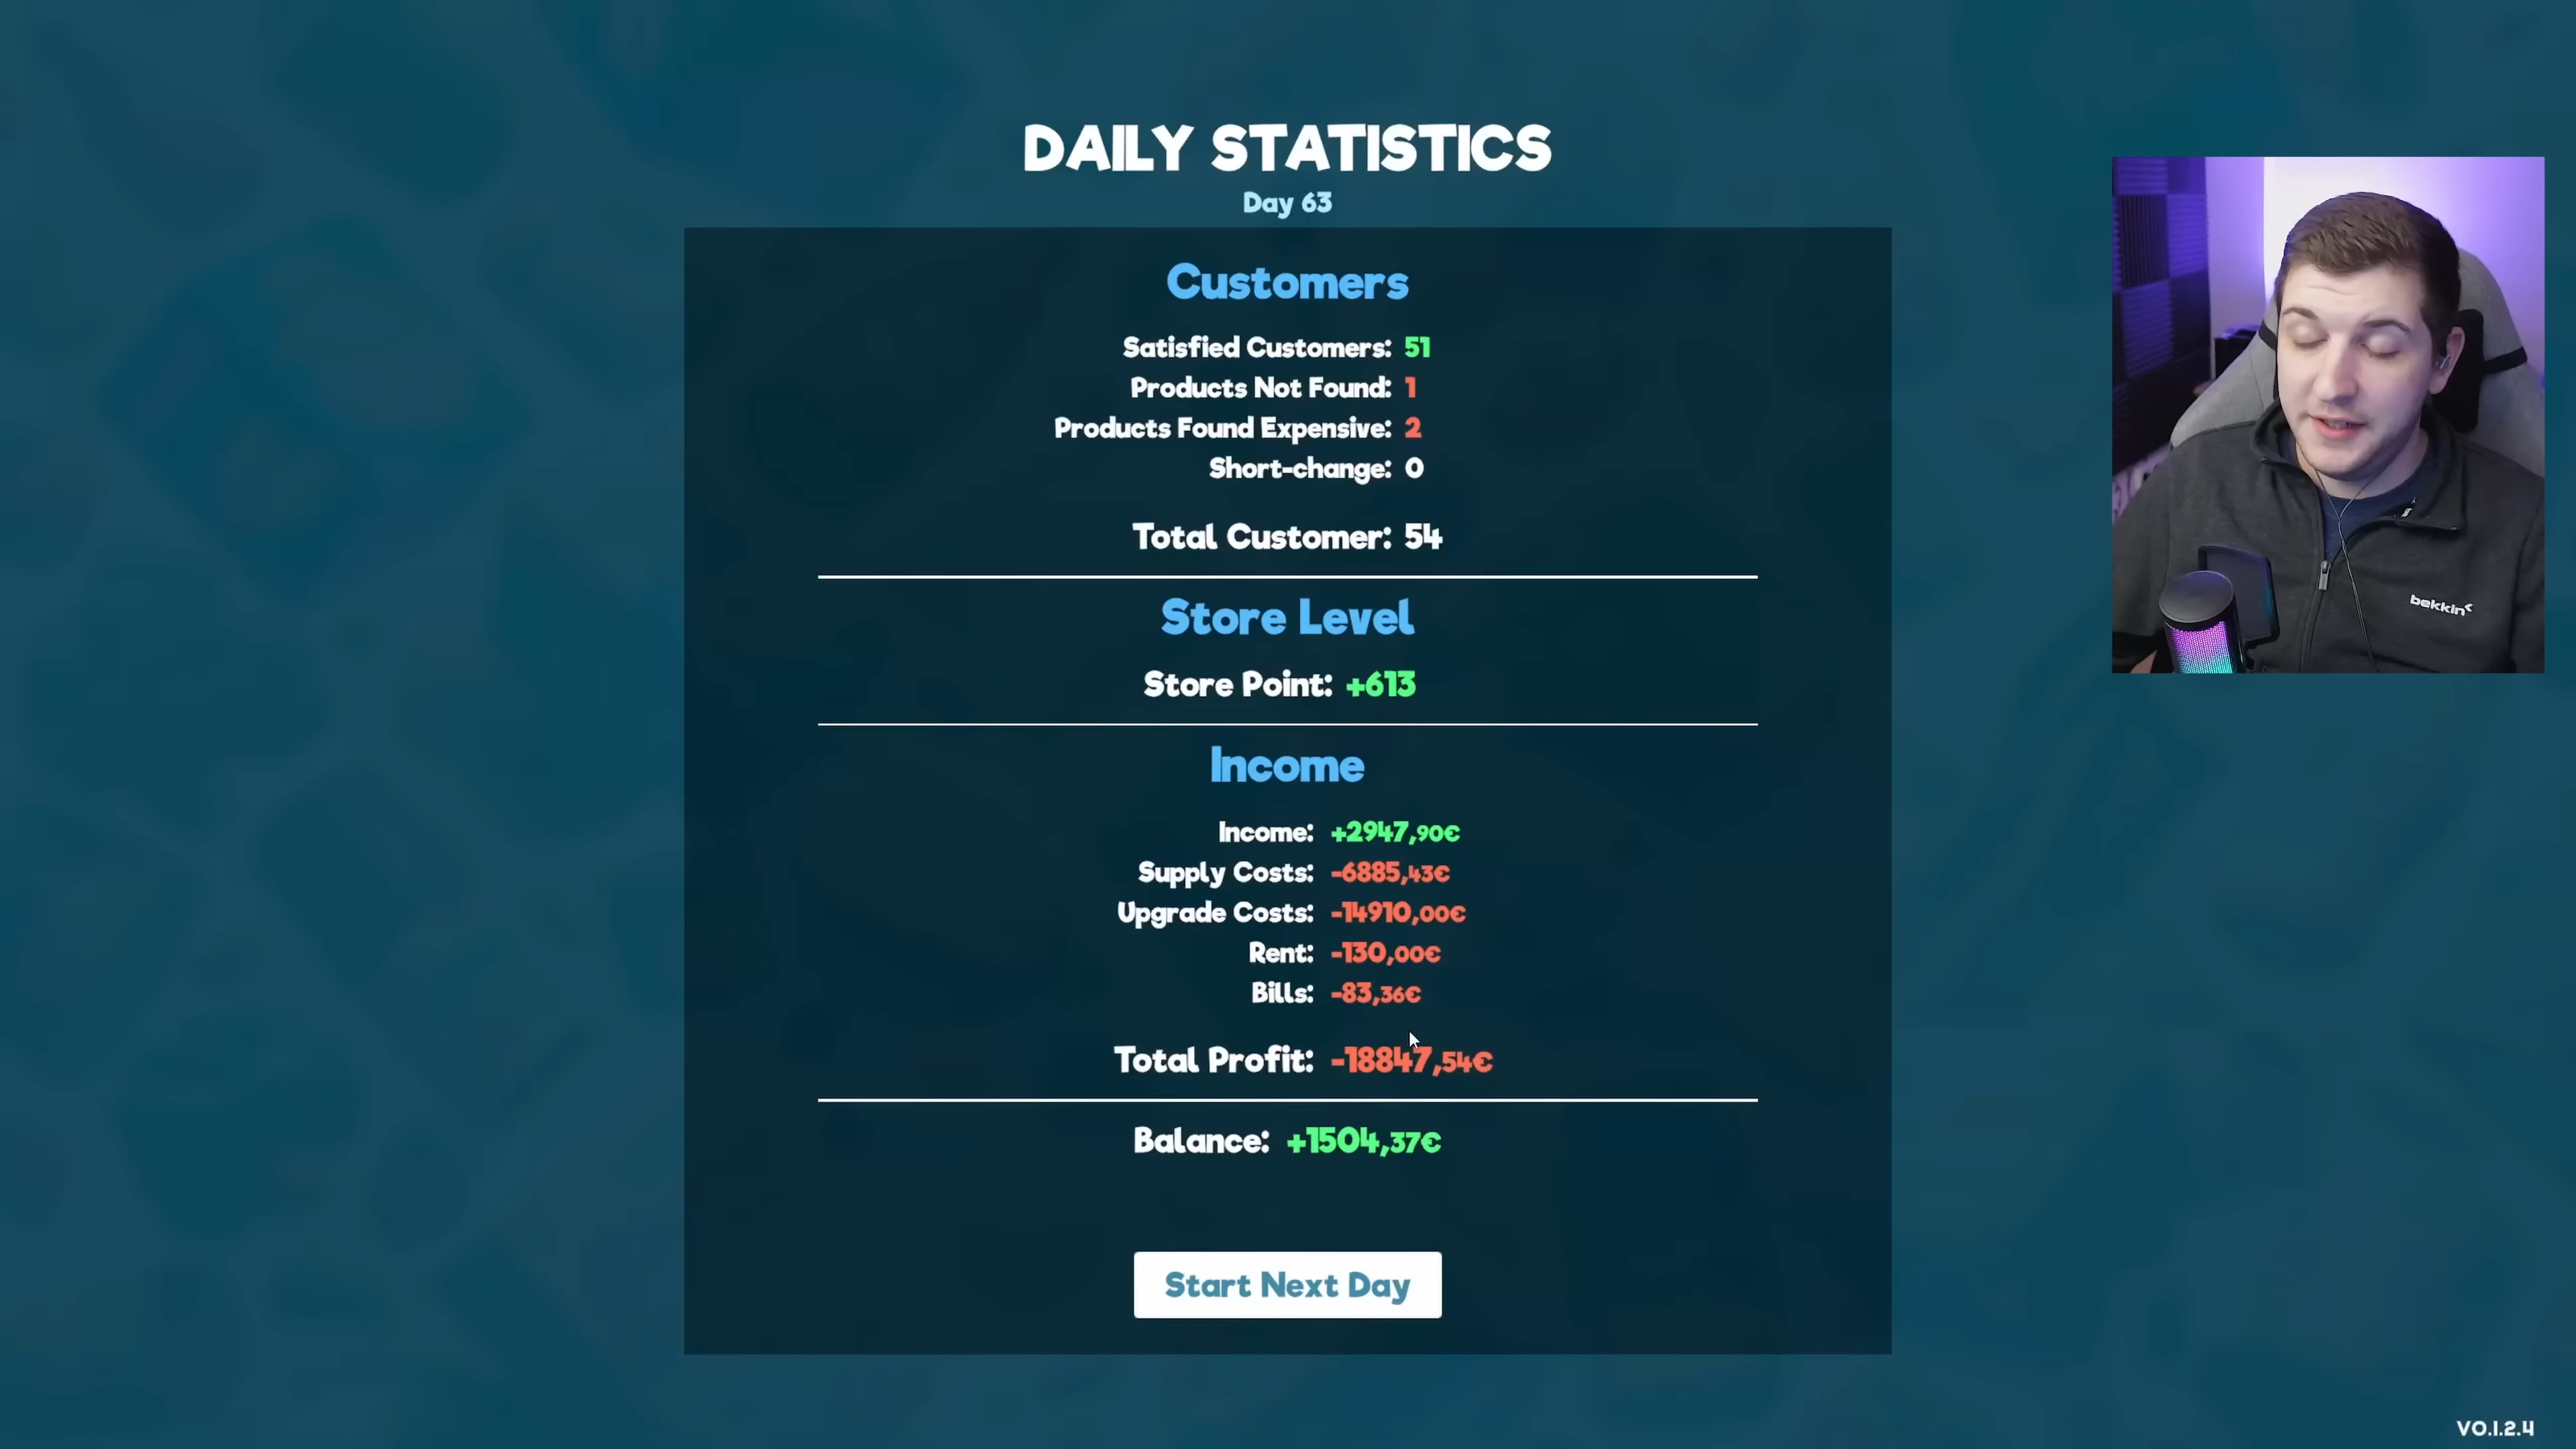 DAILY STATISTICS
Day 63
Customers
Satisfied Customers: 51
Products Not Found: 1
Products Found Expensive: 2
Short-change: 0
Total Customer: 54
Store Level
Store Point: +613
Income
Income: +2947,90€
Supply Costs: -6885,43€
Upgrade Costs: -14910,00€
Rent: -130,00€
Bills: -83,36€
Total Profit: -18847,54€
Balance: +1504,37€
Start Next Day
bekkin
V0.1.2.4